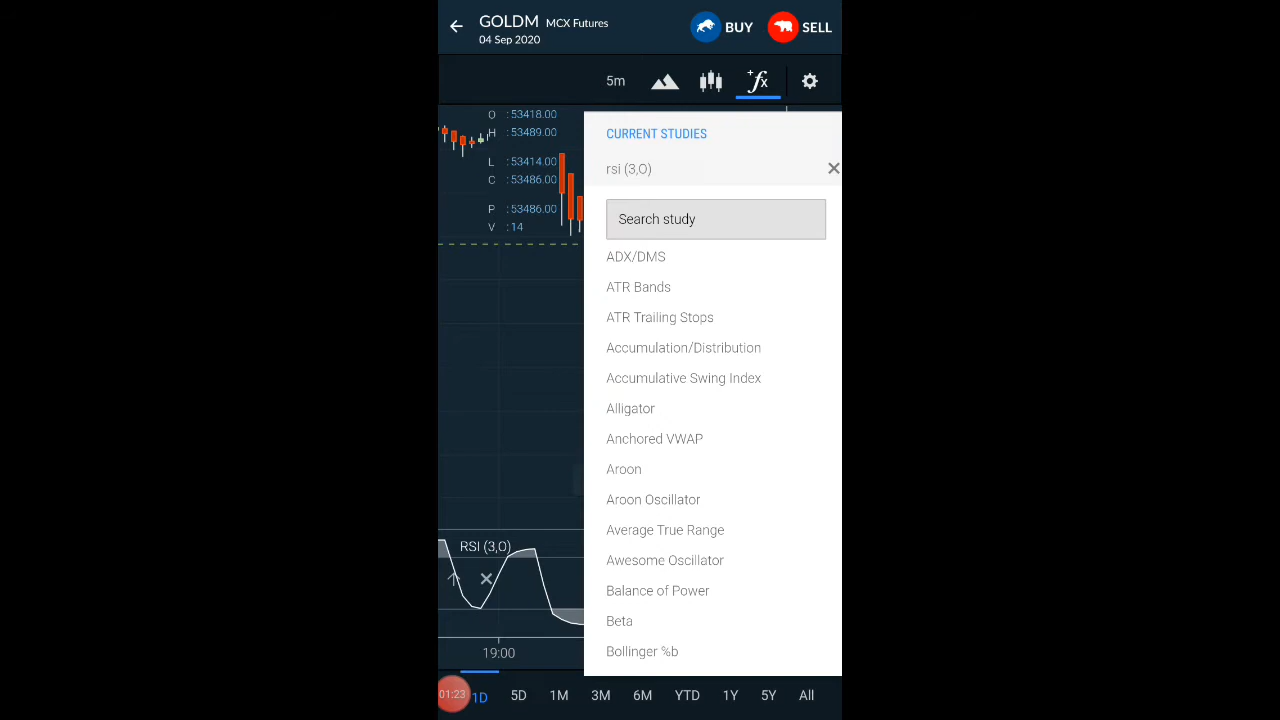 GOLDM MCX Futures
04 Sep 2020
BUY
SELL
5m
fx
O : 53418.00
H : 53489.00
L : 53414.00
C : 53486.00
P : 53486.00
V : 14
CURRENT STUDIES
rsi (3,O)
Search study
ADX/DMS
ATR Bands
ATR Trailing Stops
Accumulation/Distribution
Accumulative Swing Index
Alligator
Anchored VWAP
Aroon
Aroon Oscillator
Average True Range
Awesome Oscillator
Balance of Power
Beta
Bollinger %b
RSI (3,O)
19:00
01:23
1D 5D 1M 3M 6M YTD 1Y 5Y All